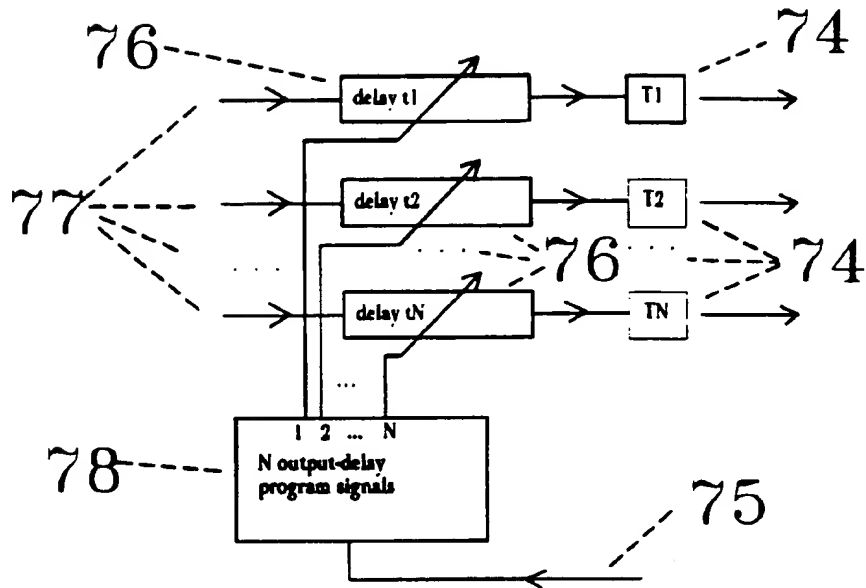 76
74
delay t1
T1
77
delay t2
T2
. . . .
. . . .
76
. . . .
74
delay tN
TN
...
1 2 ... N
78
N output-delay
program signals
75